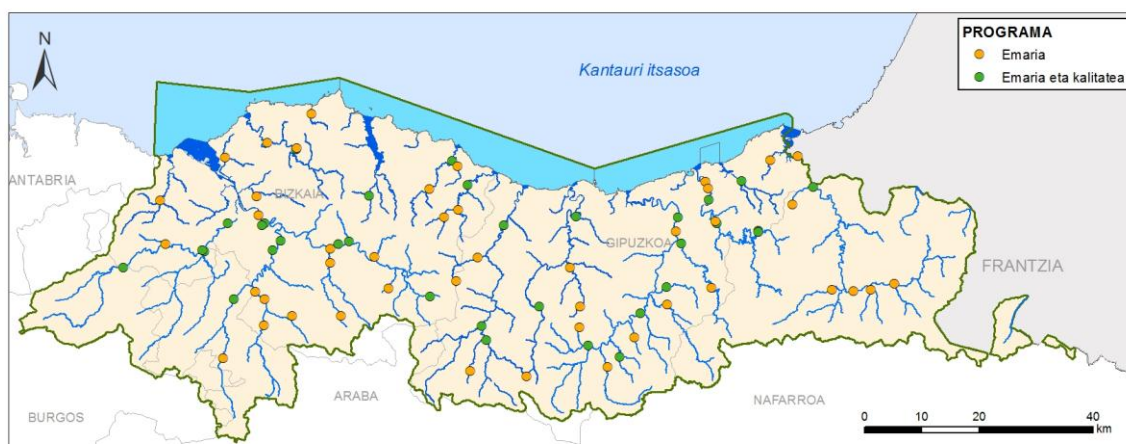 N
Kantauri itsasoa
PROGRAMA
Emaria
Emaria eta kalitatea
ANTABRIA
BIZKAIA
GIPUZKOA
FRANTZIA
ARABA
NAFARROA
BURGOS
0 10 20 40
km